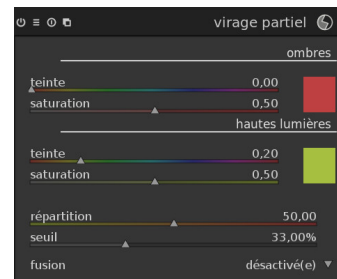 virage partiel
ombres
teinte 0,00
saturation 0,50
hautes lumières
teinte 0,20
saturation 0,50
répartition 50,00
seuil 33,00%
fusion désactivé(e)